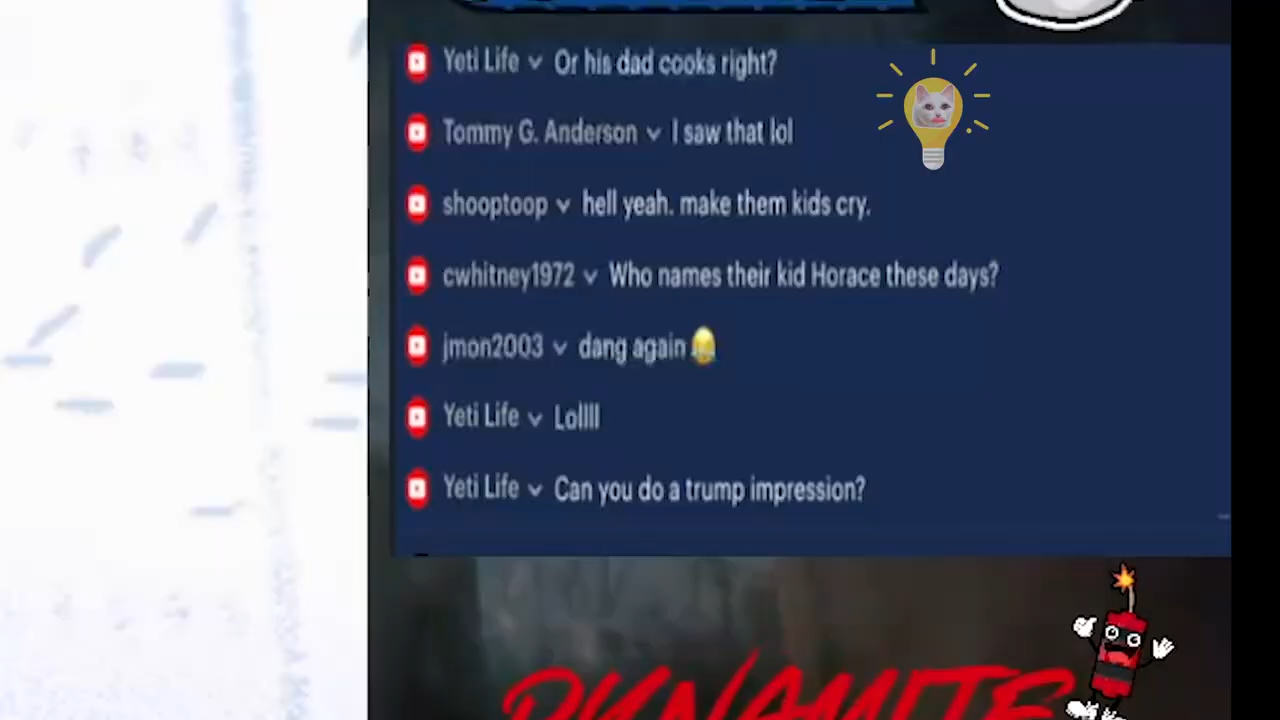 Yeti Life Or his dad cooks right?
Tommy G. Anderson I saw that lol
shooptoop hell yeah. make them kids cry.
cwhitney1972 Who names their kid Horace these days?
jmon2003 dang again
Yeti Life Lollll
Yeti Life Can you do a trump impression?
DYNAMITE